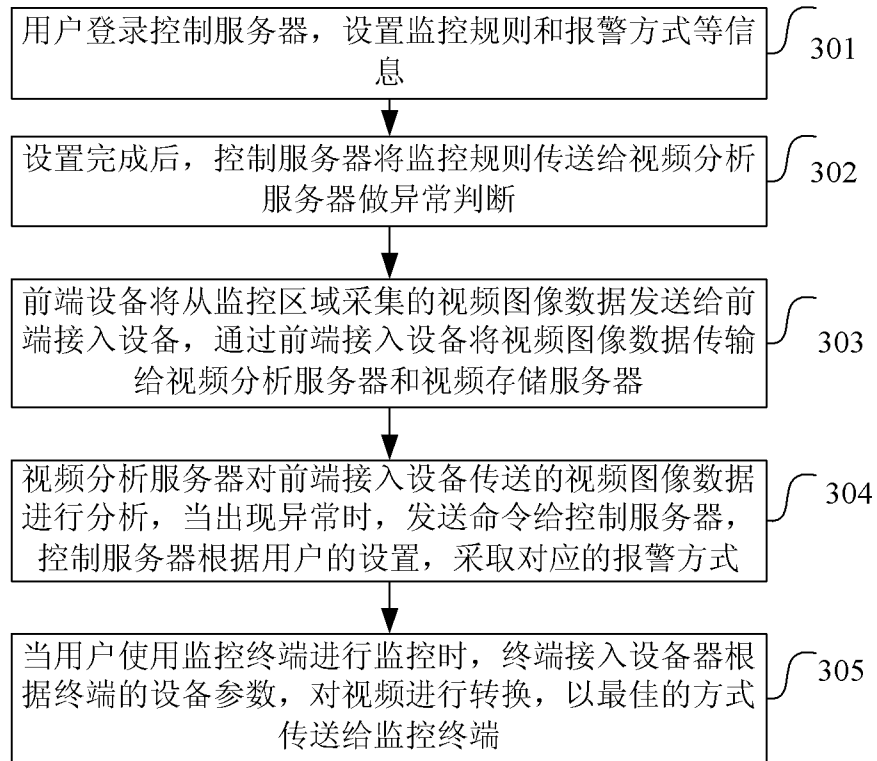 用户登录控制服务器，设置监控规则和报警方式等信
息
301
设置完成后，控制服务器将监控规则传送给视频分析
服务器做异常判断
302
前端设备将从监控区域采集的视频图像数据发送给前
端接入设备，通过前端接入设备将视频图像数据传输
给视频分析服务器和视频存储服务器
303
视频分析服务器对前端接入设备传送的视频图像数据
进行分析，当出现异常时，发送命令给控制服务器，
控制服务器根据用户的设置，采取对应的报警方式
304
当用户使用监控终端进行监控时，终端接入设备器根
据终端的设备参数，对视频进行转换，以最佳的方式
传送给监控终端
305